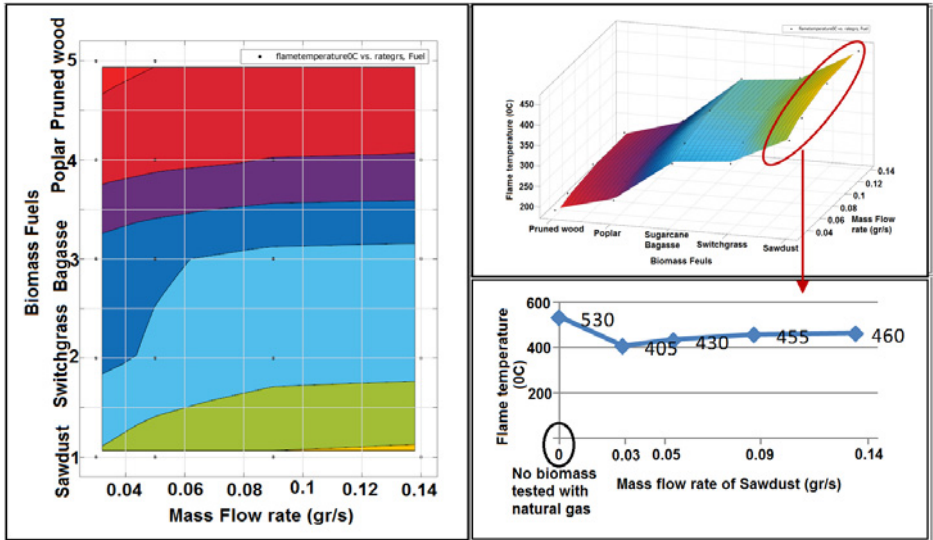 flametemperature0C vs. rategrs, Fuel
Biomass Fuels
Sawdust Switchgrass Bagasse Poplar Pruned wood
5
4
3
2
1
0.04 0.06 0.08 0.1 0.12 0.14
Mass Flow rate (gr/s)
flametemperature0C vs. rategrs, Fuel
Flame temperature (0C)
450
400
350
300
250
200
Pruned wood
Poplar
Sugarcane
Bagasse
Switchgrass
Sawdust
Biomass Feuls
0.14
0.12
0.1
0.08
0.06
0.04
Mass Flow
rate (gr/s)
Flame temperature
(0C)
600
400
200
530
405
430
455
460
0 0.03 0.05 0.09 0.14
No biomass
tested with
natural gas
Mass flow rate of Sawdust (gr/s)